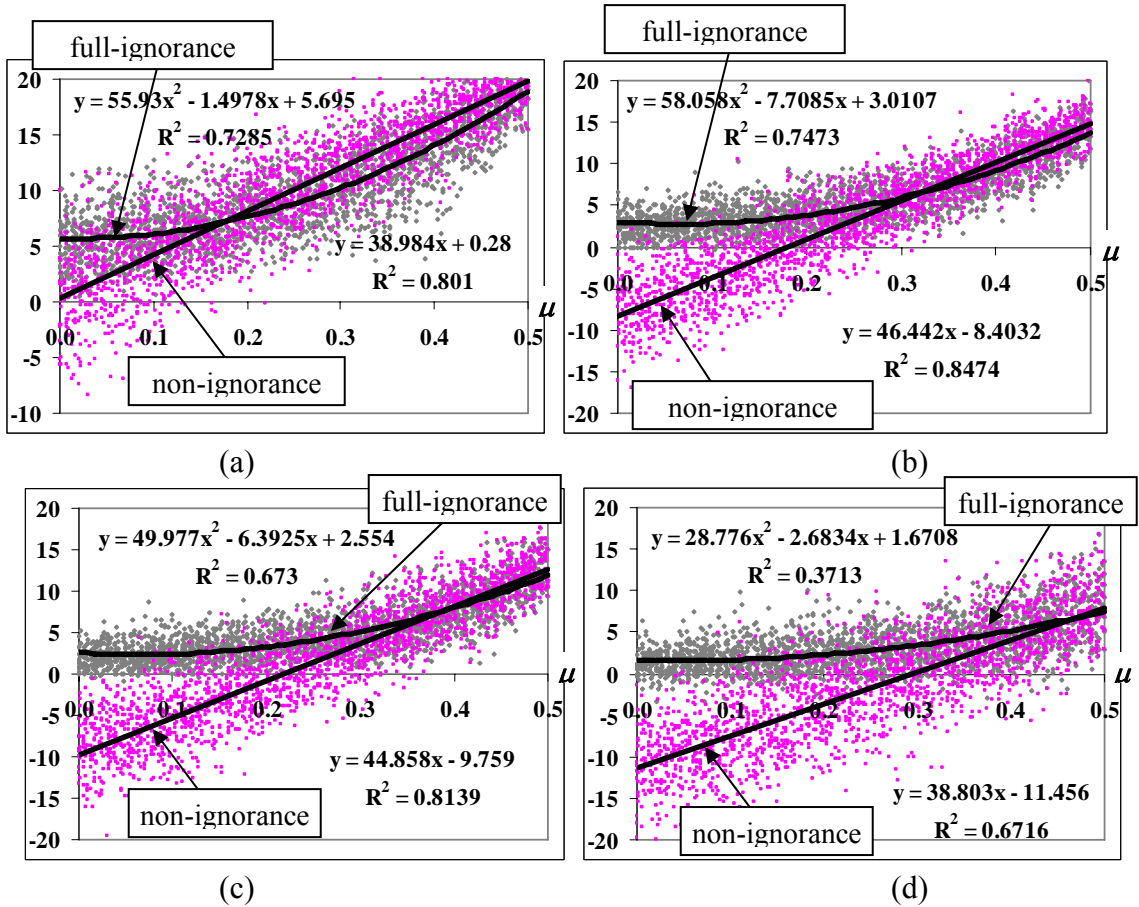 full-ignorance
20
y = 55.93x² - 1.4978x + 5.695
R² = 0.7285
15
10
5
y = 38.984x + 0.28
R² = 0.801
μ
0
0.0 0.1 0.2 0.3 0.4 0.5
-5
non-ignorance
-10
(a)
full-ignorance
20
y = 58.058x² - 7.7085x + 3.0107
15
R² = 0.7473
10
5
μ
0
0.0 0.1 0.2 0.3 0.4 0.5
-5
y = 46.442x - 8.4032
-10
R² = 0.8474
-15
non-ignorance
-20
(b)
full-ignorance
20
y = 49.977x² - 6.3925x + 2.554
15
R² = 0.673
10
5
μ
0
0.0 0.1 0.2 0.3 0.4 0.5
-5
-10
y = 44.858x - 9.759
R² = 0.8139
-15
non-ignorance
-20
(c)
full-ignorance
20
y = 28.776x² - 2.6834x + 1.6708
15
R² = 0.3713
10
5
μ
0
0.0 0.1 0.2 0.3 0.4 0.5
-5
-10
y = 38.803x - 11.456
-15
R² = 0.6716
non-ignorance
-20
(d)